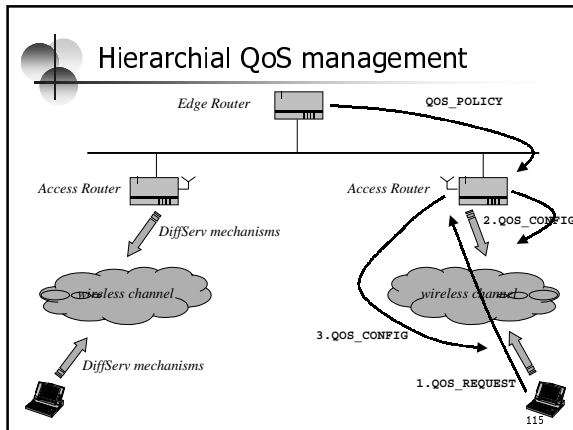 Hierarchial QoS management
Edge Router
QOS_POLICY
Access Router
Access Router
2.QOS_CONFIG
DiffServ mechanisms
wireless channel
wireless channel
3.QOS_CONFIG
DiffServ mechanisms
1.QOS_REQUEST
115